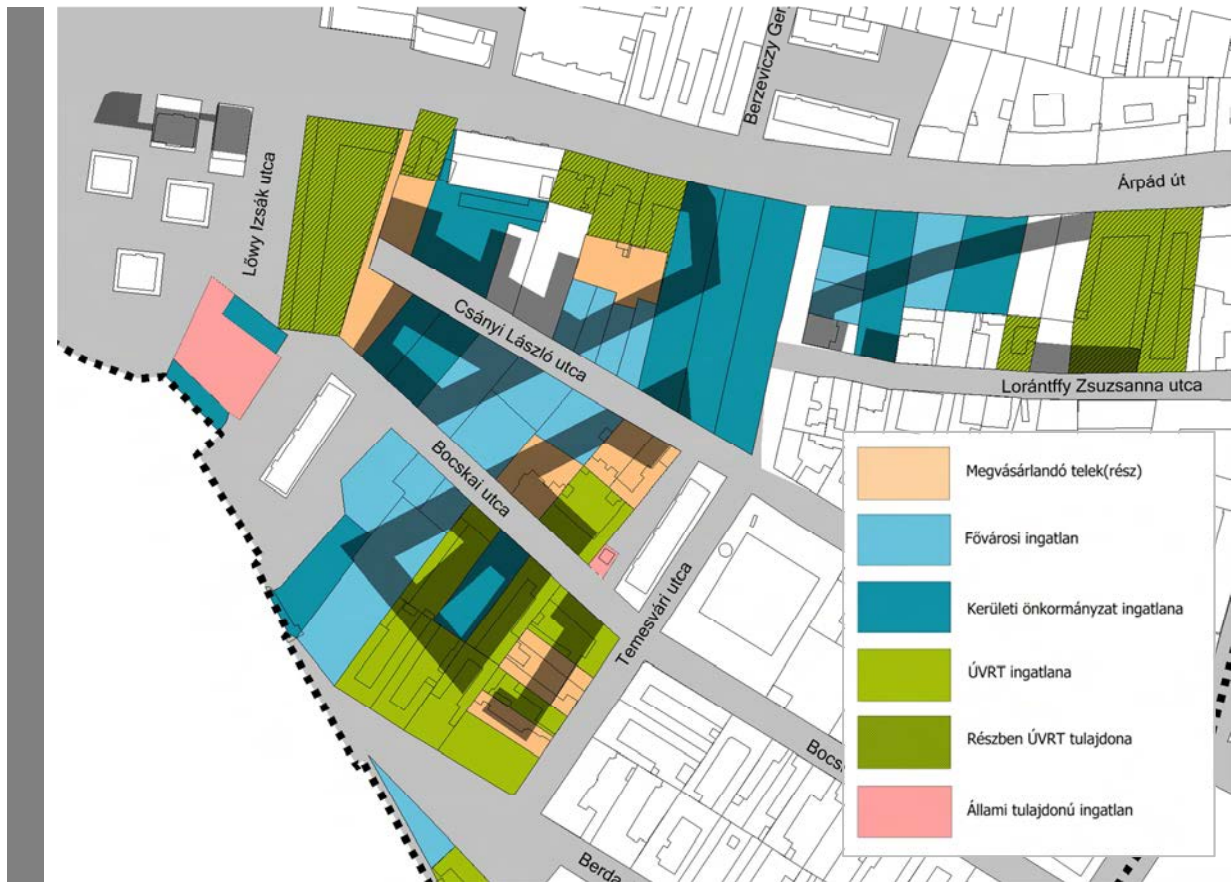 Berzeviczy Ger
Árpád út
Lőwy Izsák utca
Csányi László utca
Lorántffy Zsuzsanna utca
Bocskai utca
Temesvári utca
Bocs
Berda
Megvásárlandó telek(rész)
Fővárosi ingatlan
Kerületi önkormányzat ingatlana
ÚVRT ingatlana
Részben ÚVRT tulajdona
Állami tulajdonú ingatlan